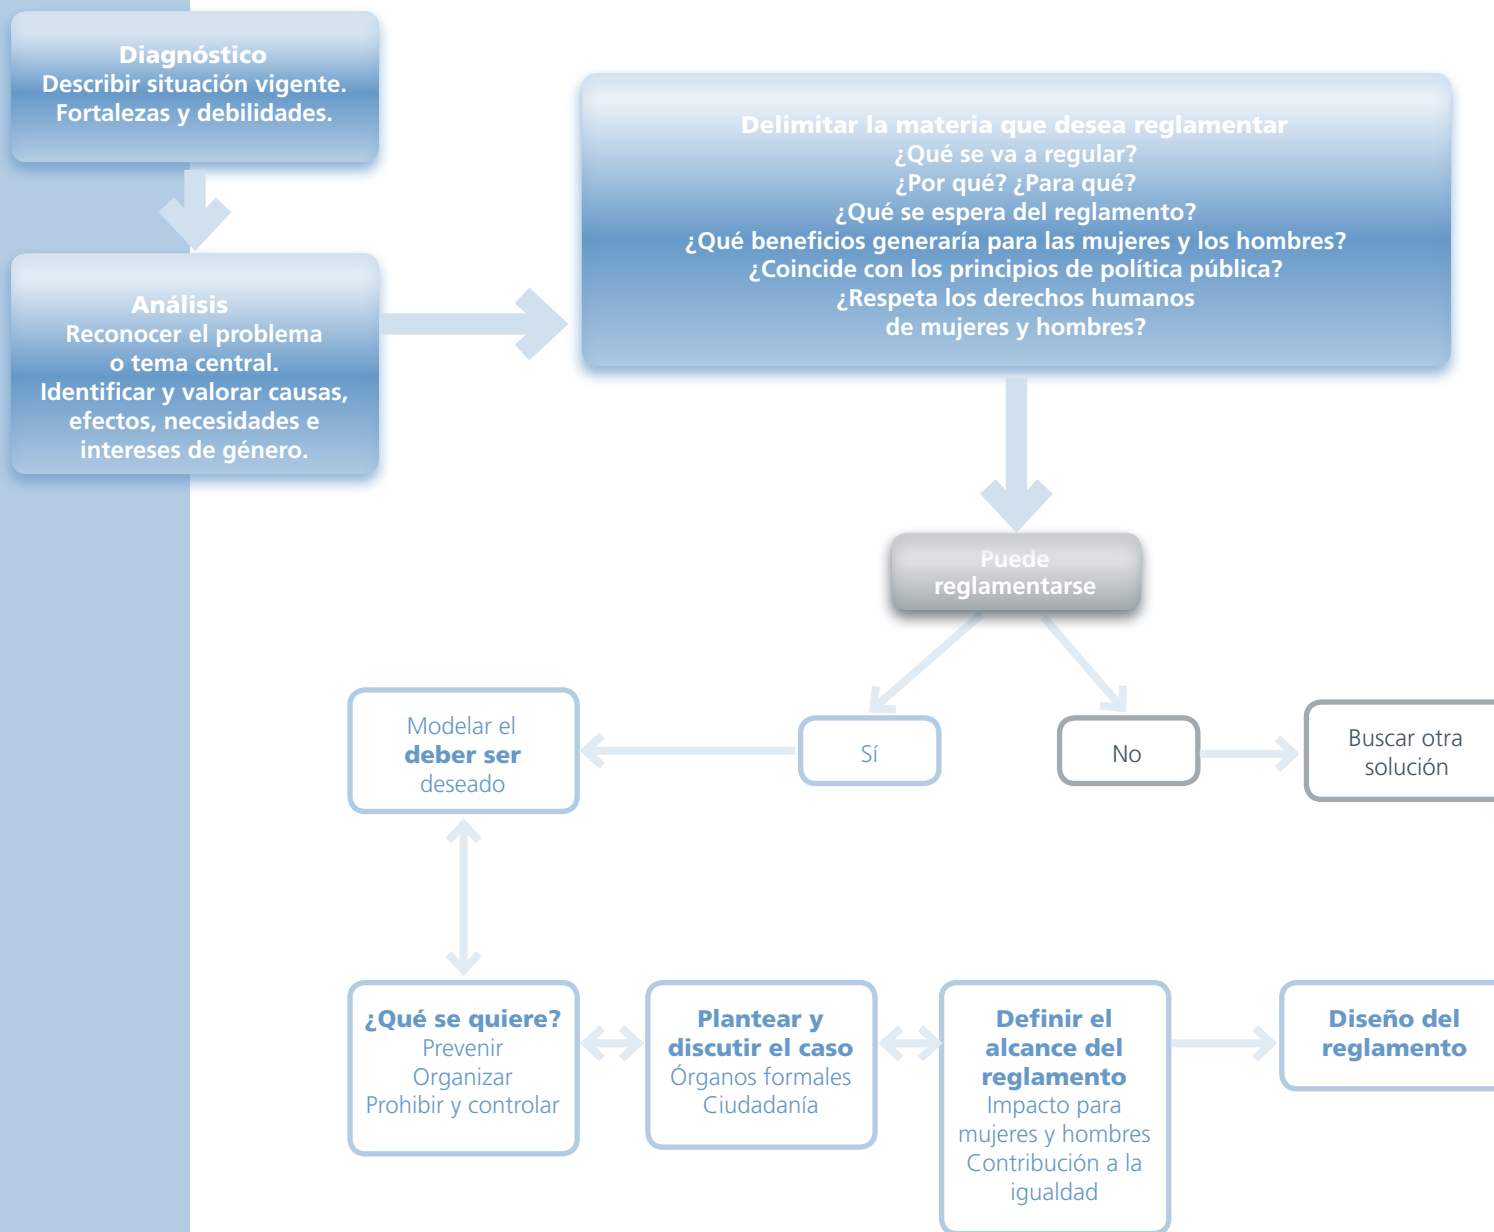 Diagnóstico
Describir situación vigente.
Fortalezas y debilidades.
Análisis
Reconocer el problema
o tema central.
Identificar y valorar causas,
efectos, necesidades e
intereses de género.
Delimitar la materia que desea reglamentar
¿Qué se va a regular?
¿Por qué? ¿Para qué?
¿Qué se espera del reglamento?
¿Qué beneficios generaría para las mujeres y los hombres?
¿Coincide con los principios de política pública?
¿Respeta los derechos humanos
de mujeres y hombres?
Puede
reglamentarse
Sí
No
Buscar otra
solución
Modelar el
deber ser
deseado
¿Qué se quiere?
Prevenir
Organizar
Prohibir y controlar
Plantear y
discutir el caso
Órganos formales
Ciudadanía
Definir el
alcance del
reglamento
Impacto para
mujeres y hombres
Contribución a la
igualdad
Diseño del
reglamento